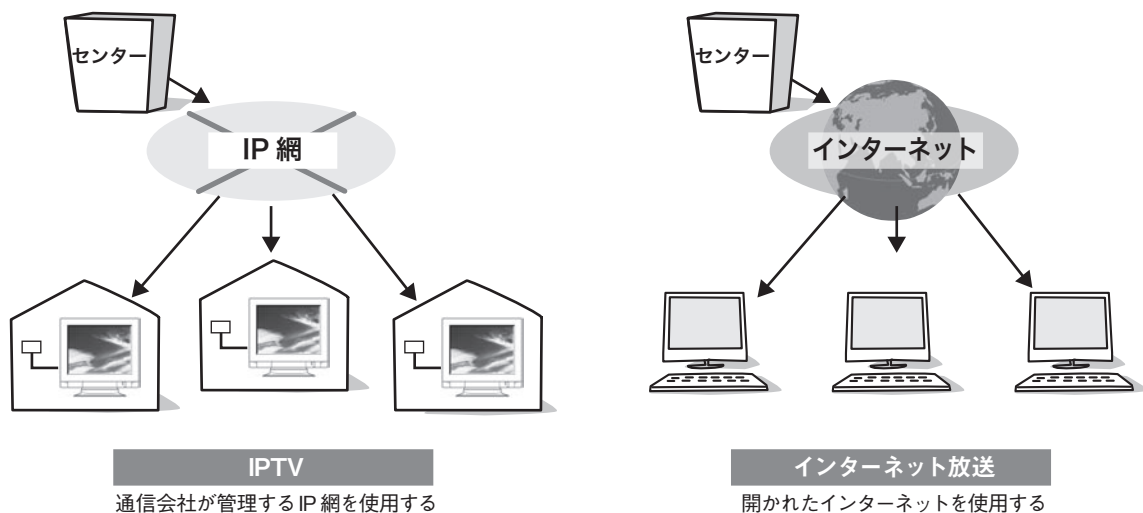 センター
IP 網
IPTV
通信会社が管理するIP 網を使用する
センター
インターネット
インターネット放送
開かれたインターネットを使用する